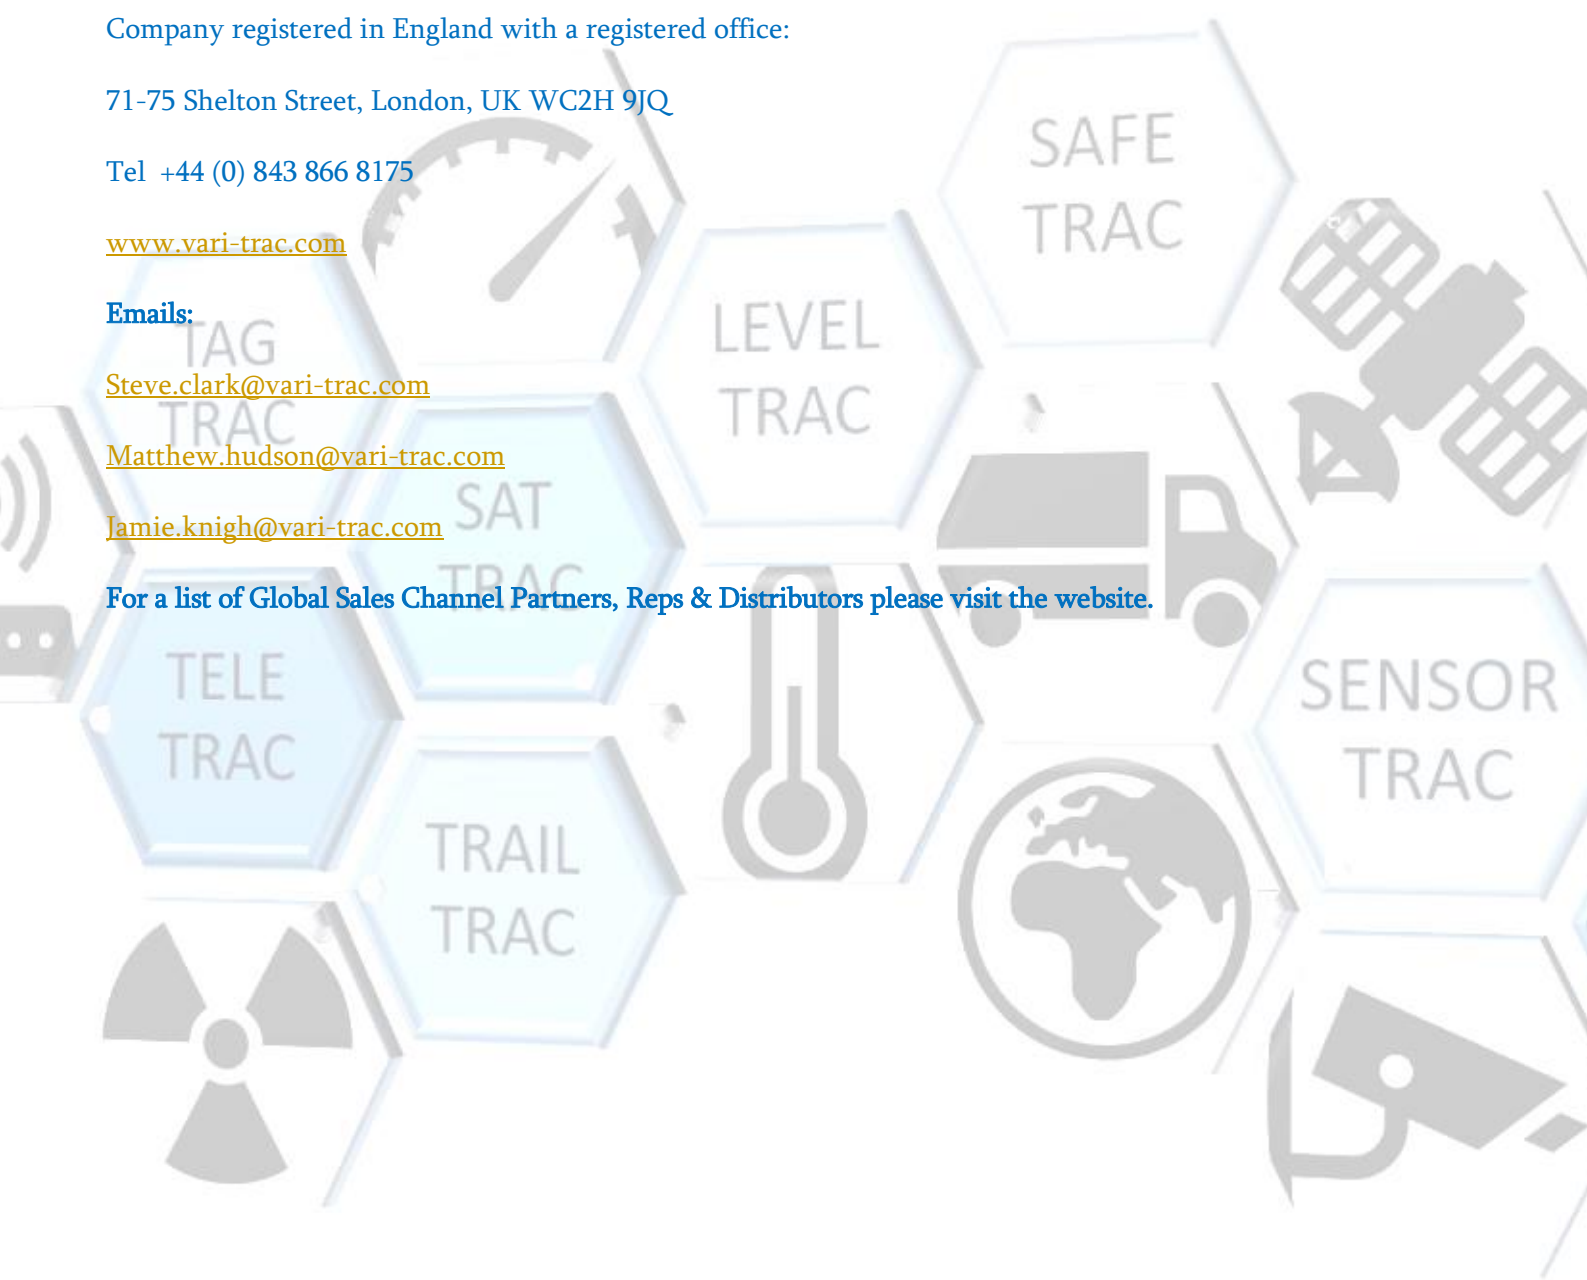 Company registered in England with a registered office:
71-75 Shelton Street, London, UK WC2H 9JQ
Tel +44 (0) 843 866 8175
www.vari-trac.com
Emails:
Steve.clark@vari-trac.com
Matthew.hudson@vari-trac.com
Jamie.knigh@vari-trac.com
For a list of Global Sales Channel Partners, Reps & Distributors please visit the website.
SAFE
TRAC
TAG
TRAC
LEVEL
TRAC
SAT
TRAC
TELE
TRAC
SENSOR
TRAC
TRAIL
TRAC